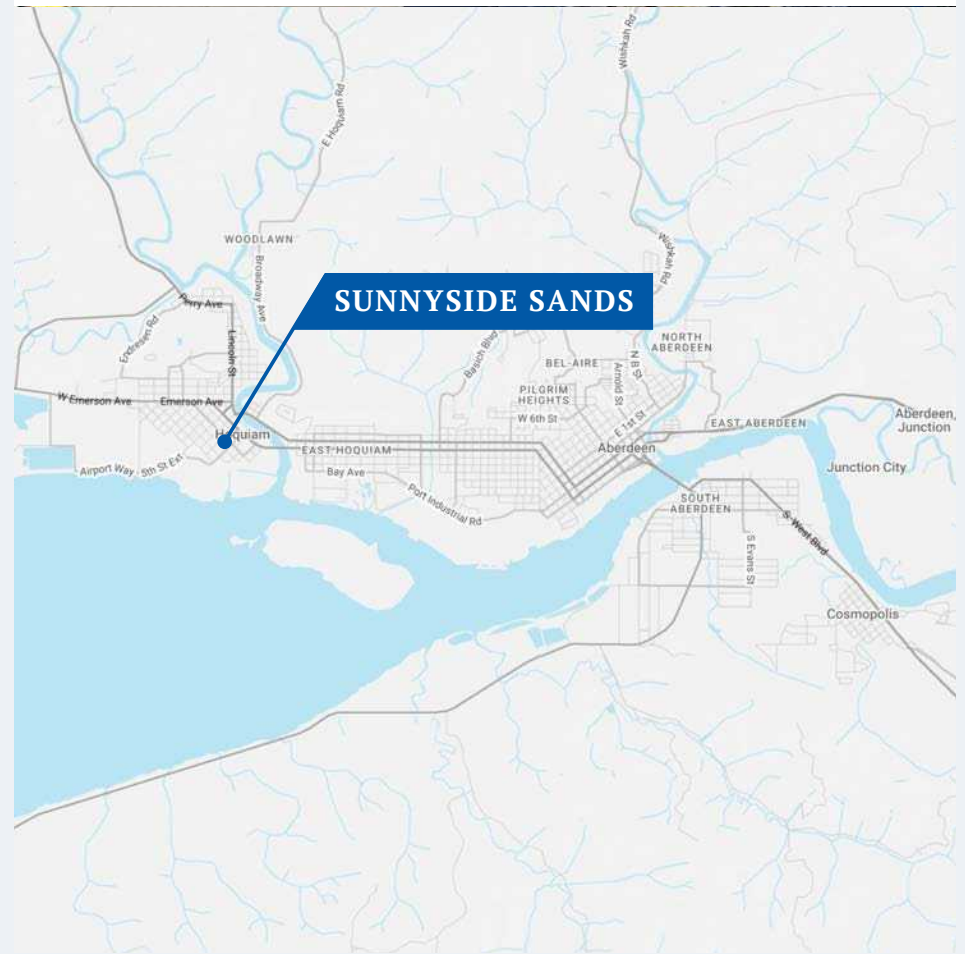 Wishkah Rd
E Hoquiam Rd
WOODLAWN
Broadway Ave
Wishkah Rd
SUNNYSIDE SANDS
Perry Ave
Endresen Rd
Lincoln St
Basich Blvd
NORTH
ABERDEEN
BEL-AIRE
N B St
Arnold St
PILGRIM
HEIGHTS
W Emerson Ave
Emerson Ave
W 6th St
E 1st St
EAST ABERDEEN
Aberdeen
Junction
Hoquiam
EAST HOQUIAM
Aberdeen
Airport Way - 5th St Ext
Bay Ave
Junction City
Port Industrial Rd
SOUTH
ABERDEEN
S West Blvd
S Evans St
Cosmopolis